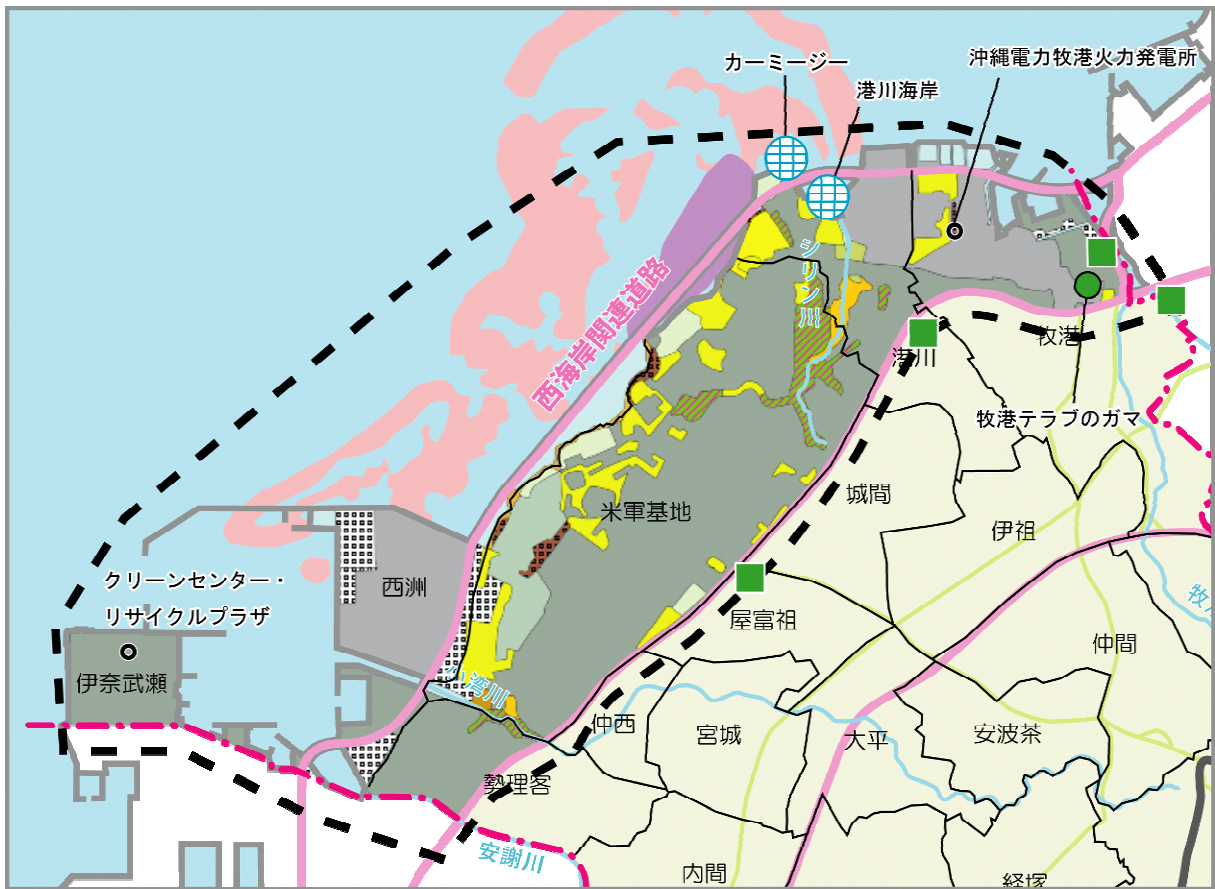 沖縄電力牧港火力発電所
カーミージー
港川海岸
シリン川
西海岸関連道路
港川
牧港
牧港テラブのガマ
城間
米軍基地
伊祖
クリーンセンター・
リサイクルプラザ
西洲
屋富祖
仲間
伊奈武瀬
小湾川
仲西
宮城
大平
安波茶
勢理客
安謝川
内間
経塚